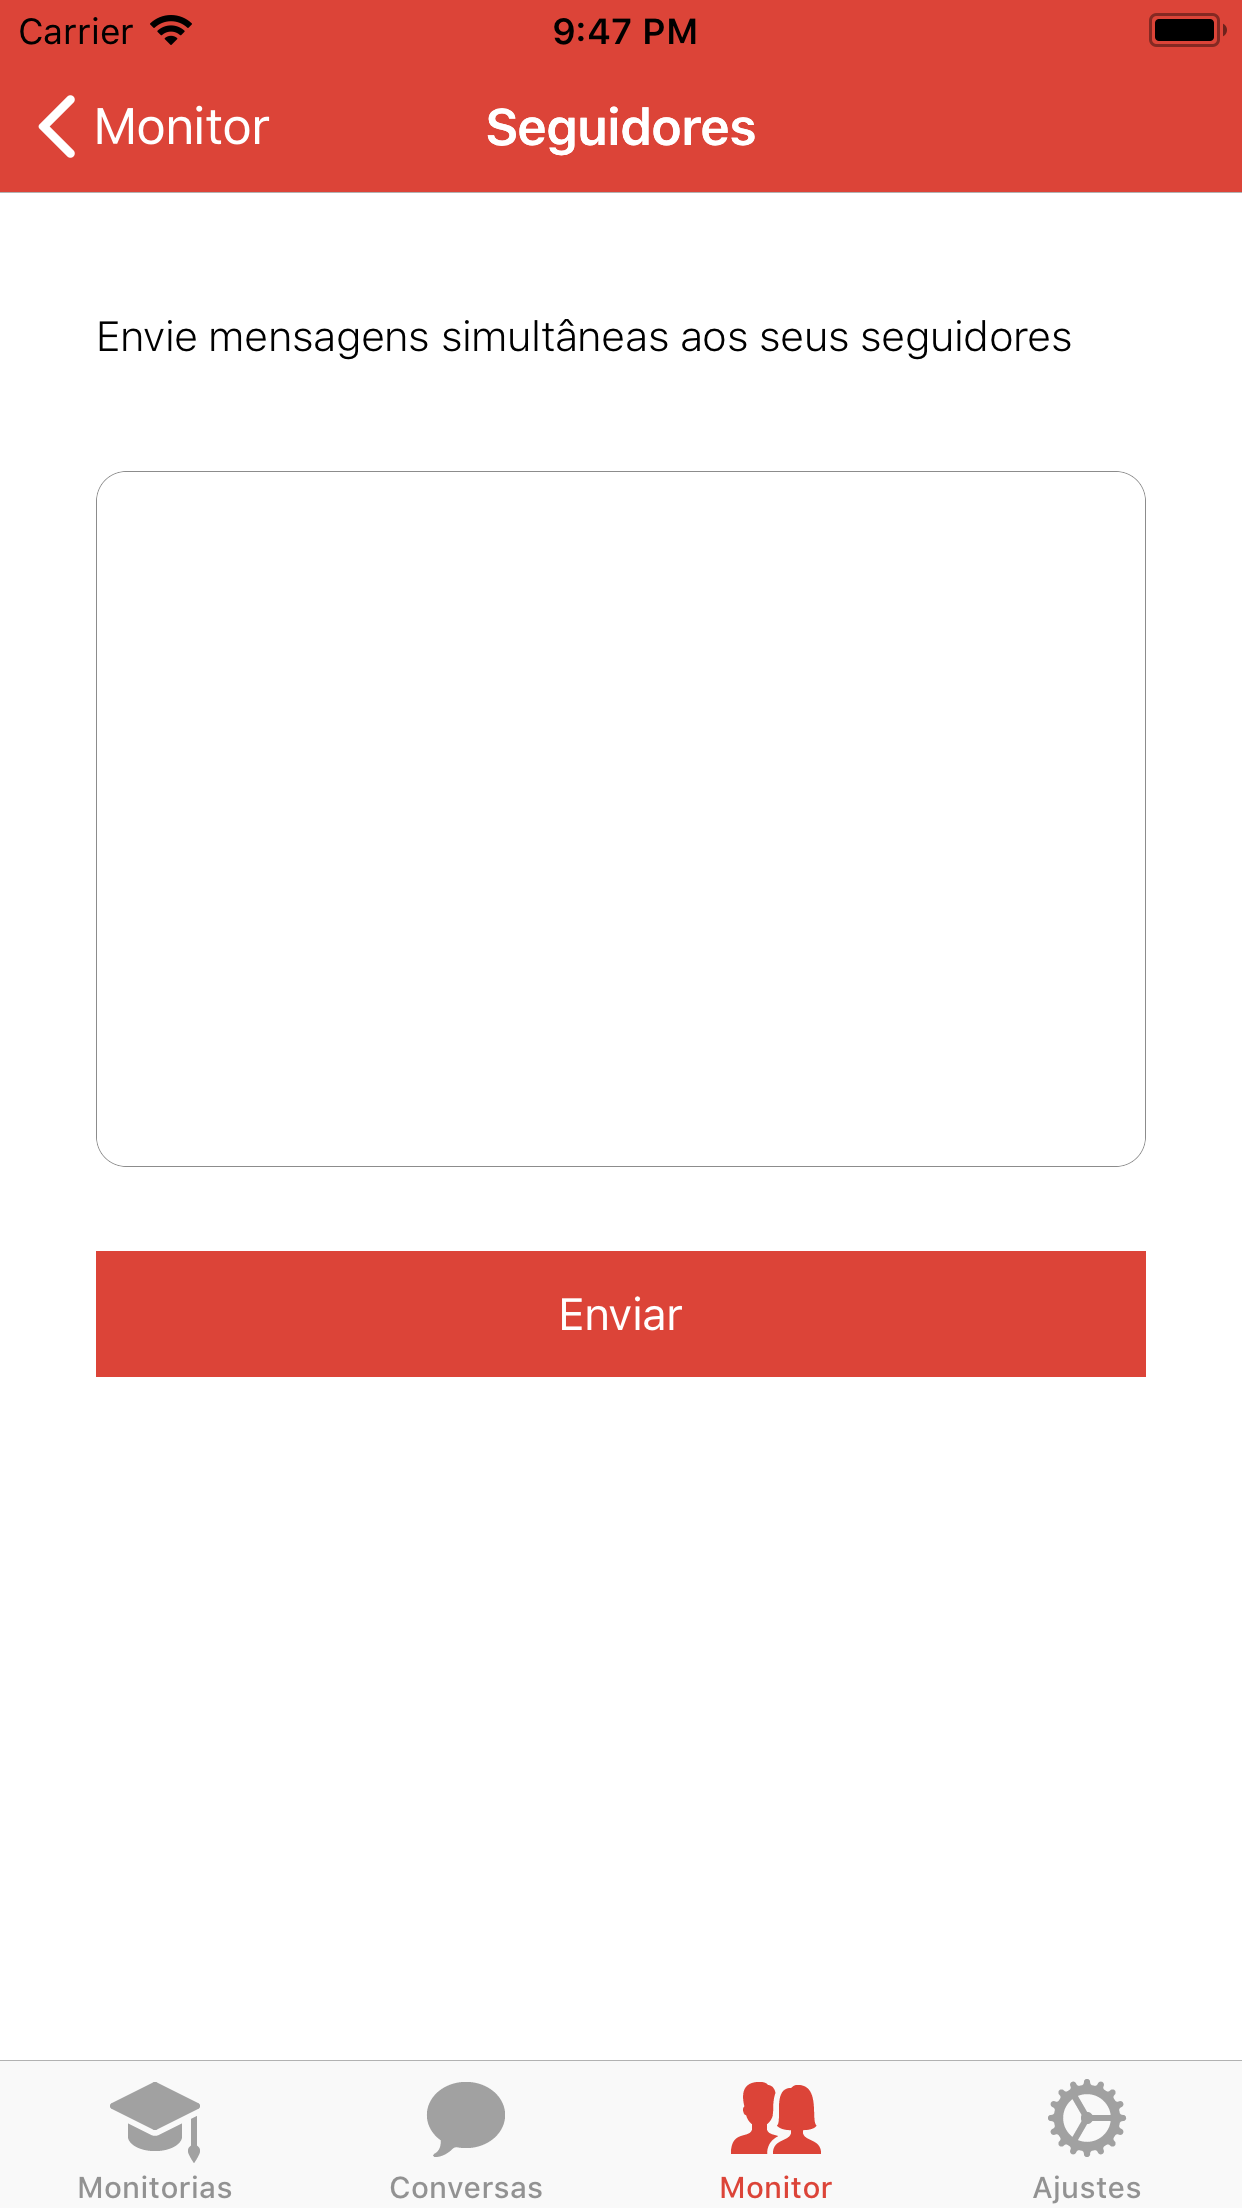 Carrier 9:47 PM
Monitor Seguidores
Envie mensagens simultâneas aos seus seguidores
Enviar
Monitorias Conversas Monitor Ajustes